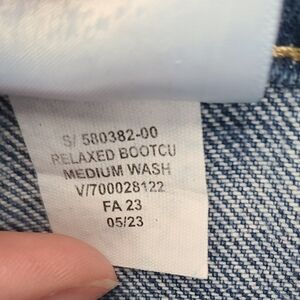 S/ 580382-00
RELAXED BOOTCU
MEDIUM WASH
V/700028122
FA 23
05/23